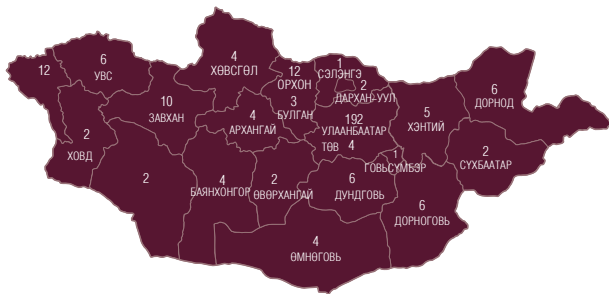 12
6
УВС
4
ХӨВСГӨЛ
12
ОРХОН
1
СЭЛЭНГЭ
2
ДАРХАН-УУЛ
6
ДОРНОД
10
ЗАВХАН
4
АРХАНГАЙ
3
БУЛГАН
192
УЛААНБААТАР
ТӨВ 4
5
ХЭНТИЙ
2
ХОВД
1
ГОВЬСҮМБЭР
2
СҮХБААТАР
2
4
БАЯНХОНГОР
2
ӨВӨРХАНГАЙ
6
ДУНДГОВЬ
6
ДОРНОГОВЬ
4
ӨМНӨГОВЬ